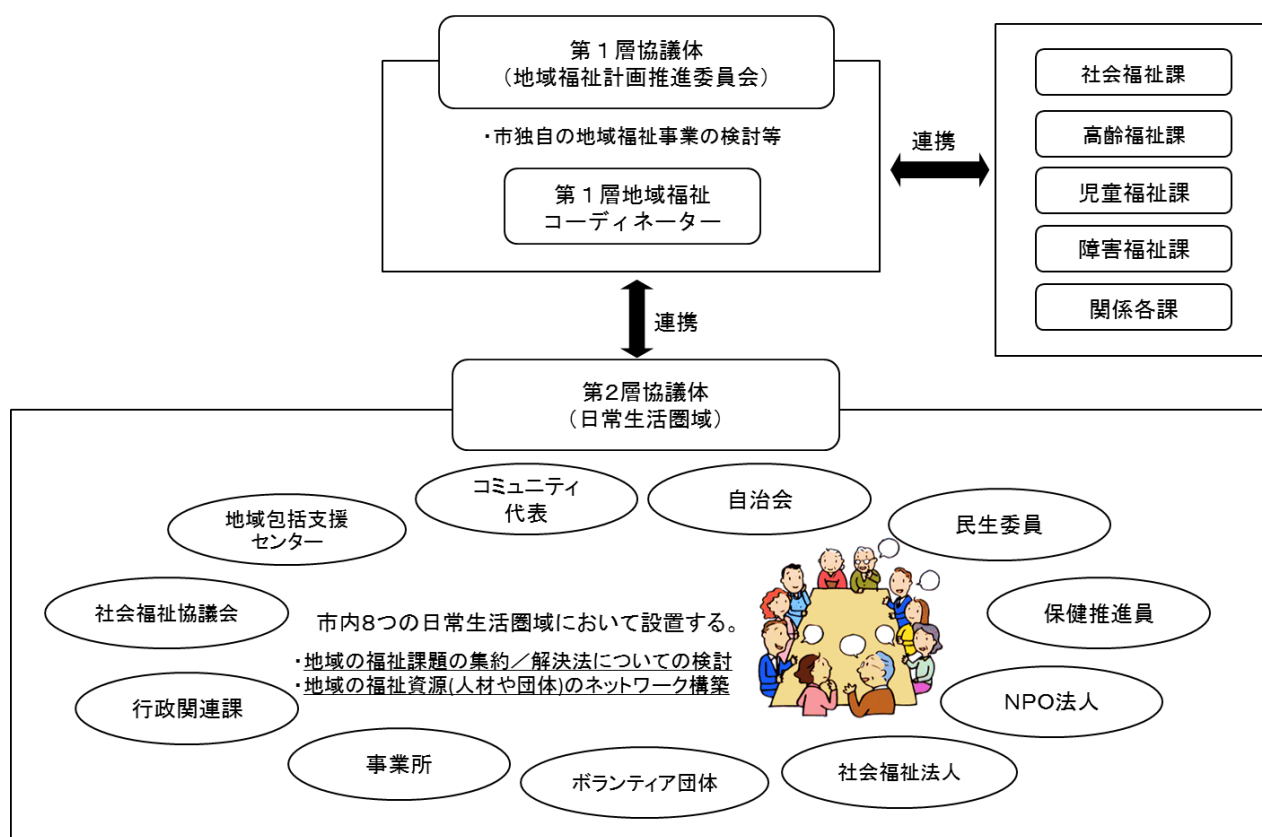 第１層協議体
（地域福祉計画推進委員会）
・市独自の地域福祉事業の検討等
第１層地域福祉
コーディネーター
連携
社会福祉課
高齢福祉課
児童福祉課
障害福祉課
関係各課
連携
第２層協議体
（日常生活圏域）
コミュニティ
代表
自治会
地域包括支援
センター
民生委員
社会福祉協議会
保健推進員
市内８つの日常生活圏域において設置する。
・地域の福祉課題の集約／解決法についての検討
・地域の福祉資源(人材や団体)のネットワーク構築
行政関連課
NPO法人
事業所
ボランティア団体
社会福祉法人